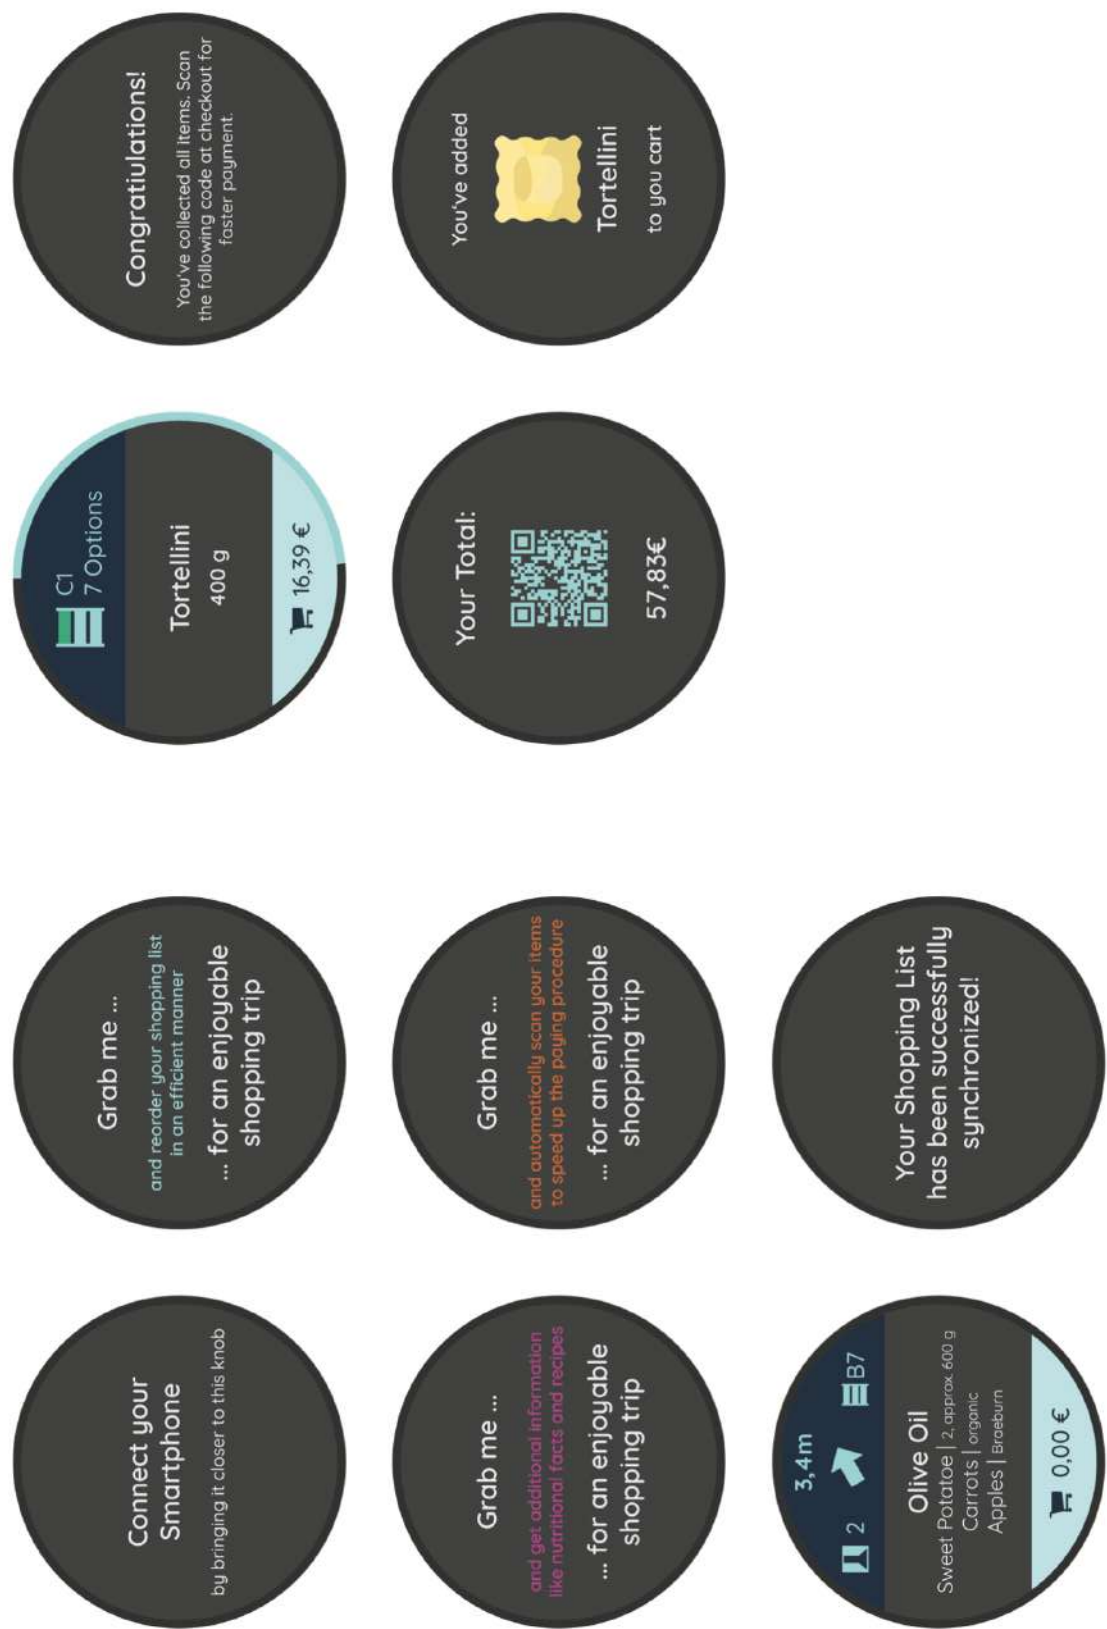 Connect your
Smartphone
by bringing it closer to this knob
Grab me ...
and reorder your shopping list
in an efficient manner
... for an enjoyable
shopping trip
C1
7 Options
Tortellini
400 g
16,39 €
Congratiulations!
You've collected all items. Scan
the following code at checkout for
faster payment.
Grab me ...
and get additional information
like nutritional facts and recipes
... for an enjoyable
shopping trip
Grab me ...
and automatically scan your items
to speed up the paying procedure
... for an enjoyable
shopping trip
Your Total:
57,83€
You've added
Tortellini
to you cart
3,4m
2 B7
Olive Oil
Sweet Potatoe | 2, approx. 600 g
Carrots | organic
Apples | Braeburn
0,00 €
Your Shopping List
has been successfully
synchronized!